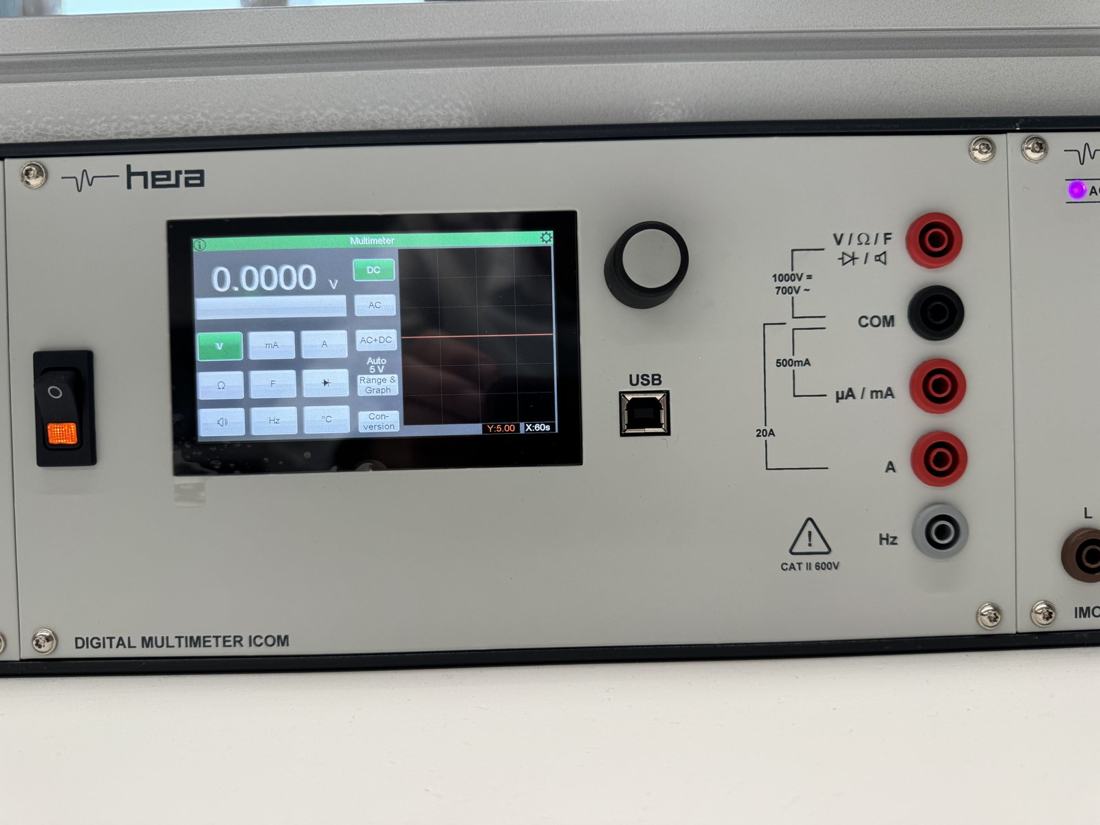 hera
Multimeter
0.0000 V
DC
AC
AC+DC
V
mA
A
Auto
5 V
Ω
F
Range &
Graph
Hz
°C
Con-
version
Y:5.00
X:60s
USB
V / Ω / F
/
1000V =
700V ~
COM
500mA
µA / mA
20A
A
Hz
CAT II 600V
DIGITAL MULTIMETER ICOM
L